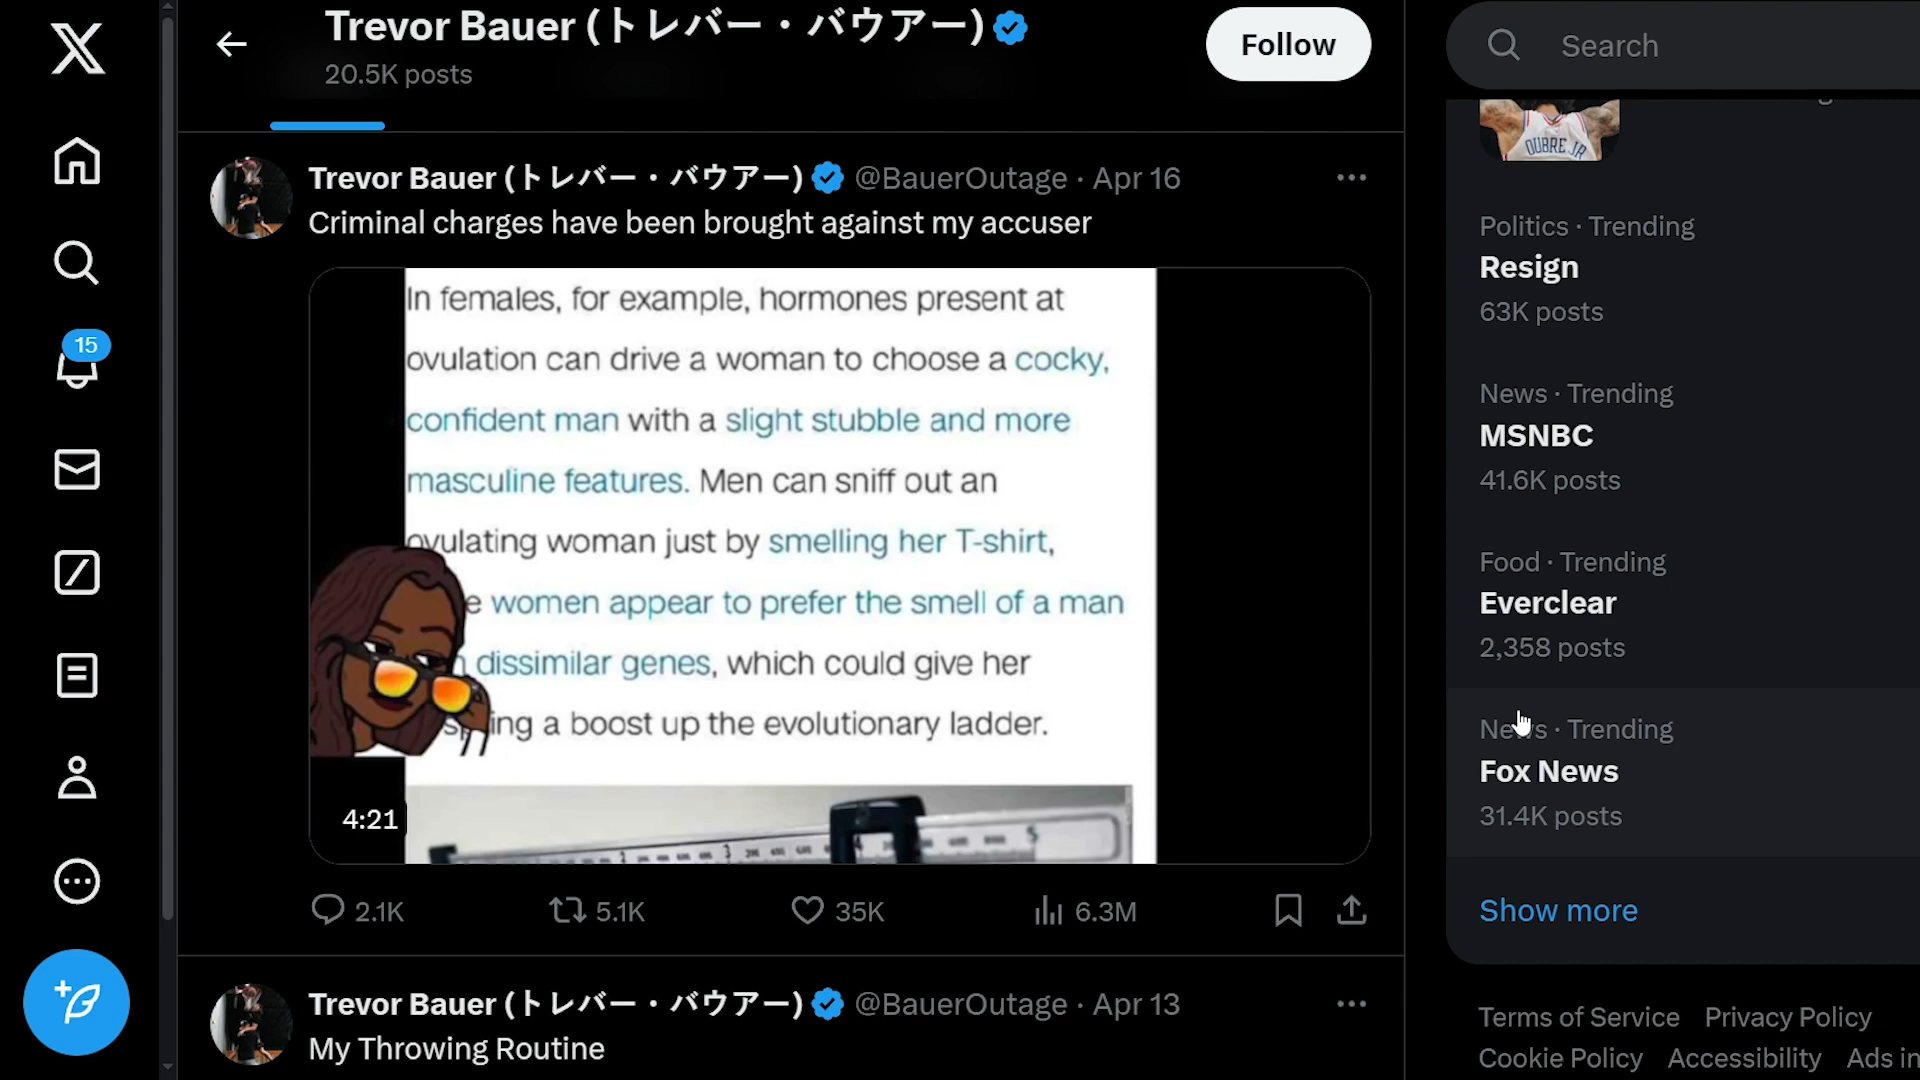 Trevor Bauer (トレバー・バウアー)
20.5K posts
Follow
Search
15
Trevor Bauer (トレバー・バウアー) @BauerOutage · Apr 16
Criminal charges have been brought against my accuser
In females, for example, hormones present at
ovulation can drive a woman to choose a cocky,
confident man with a slight stubble and more
masculine features. Men can sniff out an
ovulating woman just by smelling her T-shirt,
e women appear to prefer the smell of a man
dissimilar genes, which could give her
ing a boost up the evolutionary ladder.
4:21
2.1K
5.1K
35K
6.3M
Trevor Bauer (トレバー・バウアー) @BauerOutage · Apr 13
My Throwing Routine
OUBRE JR
Politics · Trending
Resign
63K posts
News · Trending
MSNBC
41.6K posts
Food · Trending
Everclear
2,358 posts
News · Trending
Fox News
31.4K posts
Show more
Terms of Service Privacy Policy
Cookie Policy Accessibility Ads in